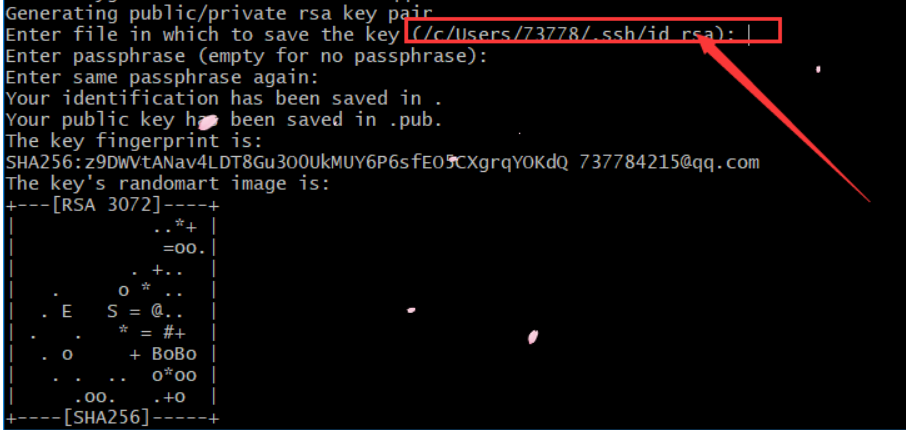 Generating public/private rsa key pair
Enter file in which to save the key (/c/Users/73778/.ssh/id_rsa): |
Enter passphrase (empty for no passphrase):
Enter same passphrase again:
Your identification has been saved in .
Your public key has been saved in .pub.
The key fingerprint is:
SHA256:z9DWVtANav4LDT8Gu3OOUkMUY6P6sfEO5CXgrqYOKdQ 737784215@qq.com
The key's randomart image is:
+---[RSA 3072]----+
|             ..*+ |
|              =oo.|
|           . +..  |
|    .     o * ..  |
|   . E   S = @..  |
|  .    .   * = #+  |
|   . o     + BoBo |
|    . .  ..  o*oo |
|     .oo.   .+o  |
+----[SHA256]-----+